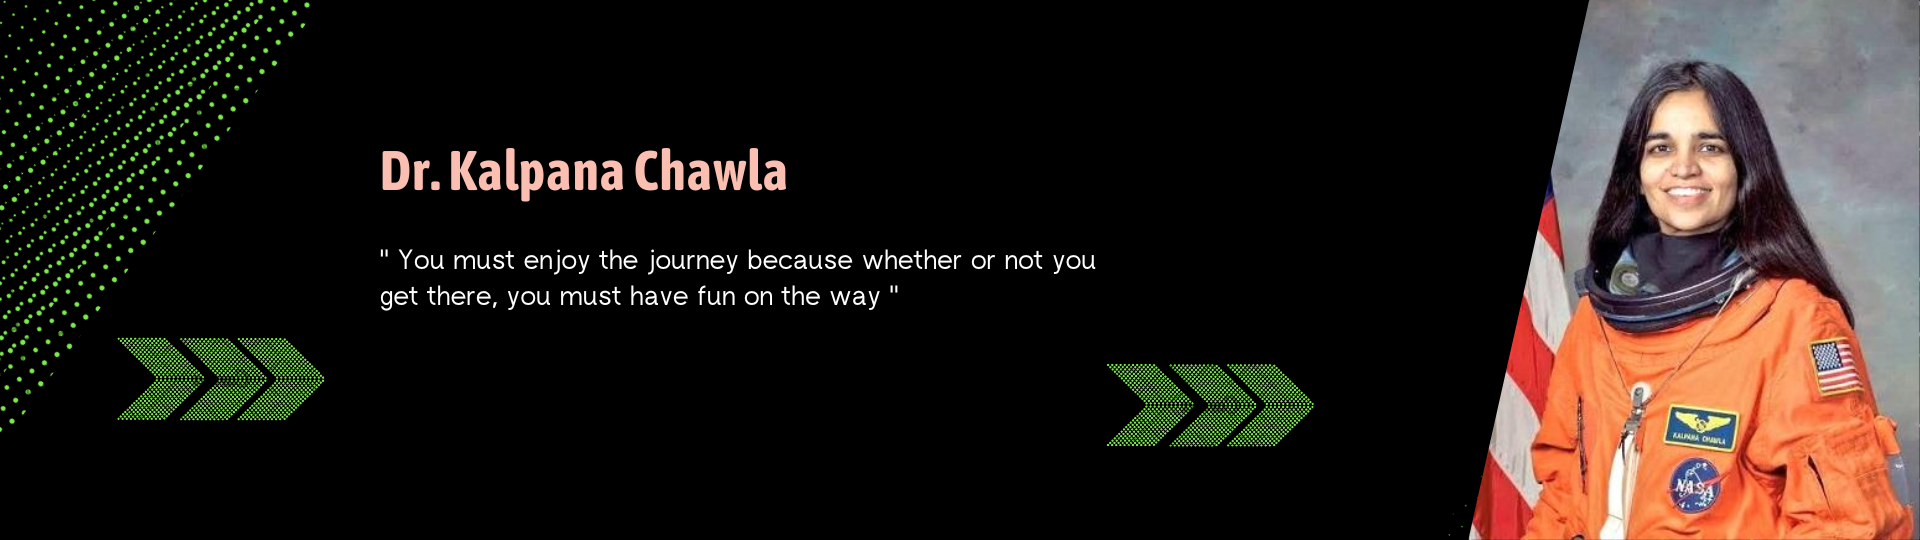 Dr. Kalpana Chawla
" You must enjoy the journey because whether or not you
get there, you must have fun on the way "
KALPANA CHAWLA
NASA